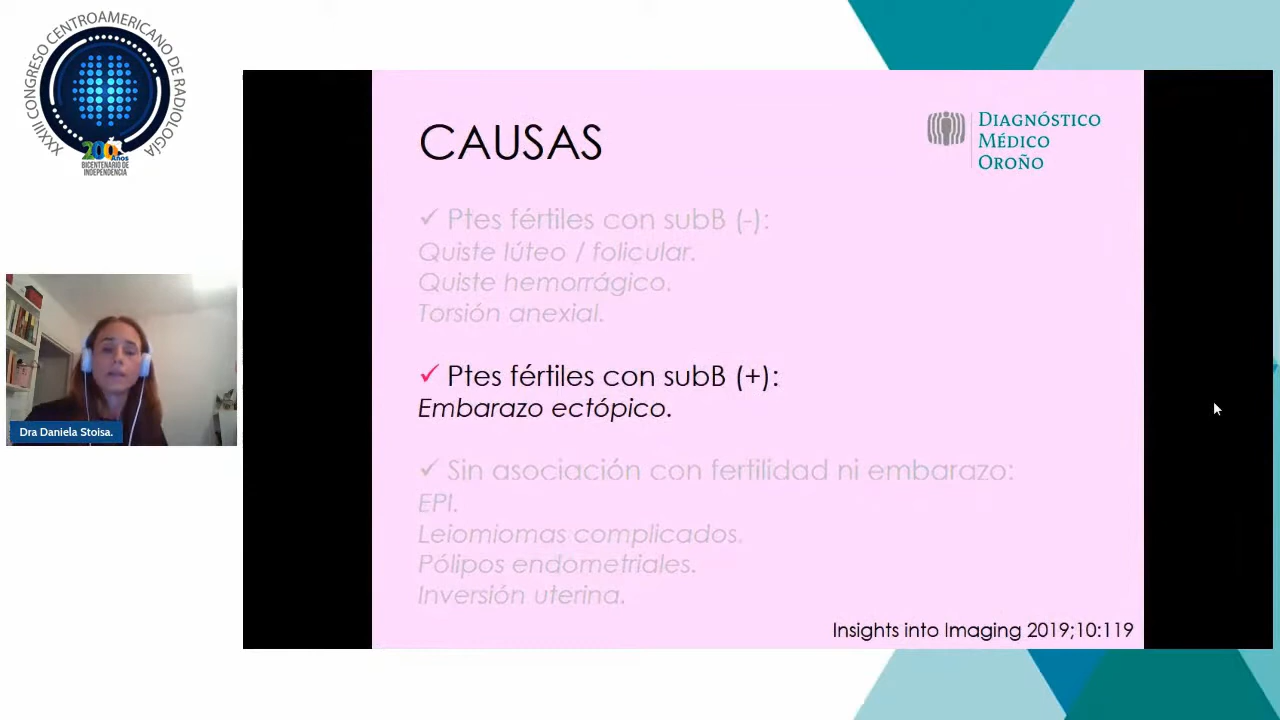 XXXIII CONGRESO CENTROAMERICANO DE RADIOLOGÍA
200 Años
BICENTENARIO DE
INDEPENDENCIA
CAUSAS
DIAGNÓSTICO
MÉDICO
OROÑO
✓ Ptes fértiles con subB (-):
Quiste lúteo / folicular.
Quiste hemorrágico.
Torsión anexial.
✓ Ptes fértiles con subB (+):
Embarazo ectópico.
✓ Sin asociación con fertilidad ni embarazo:
EPI.
Leiomiomas complicados.
Pólipos endometriales.
Inversión uterina.
Insights into Imaging 2019;10:119
Dra Daniela Stoisa.